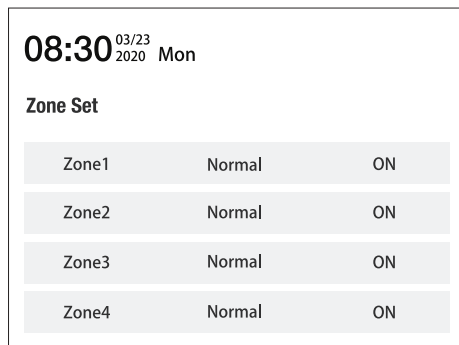 08:30 03/23 2020 Mon
Zone Set
Zone1 Normal ON
Zone2 Normal ON
Zone3 Normal ON
Zone4 Normal ON